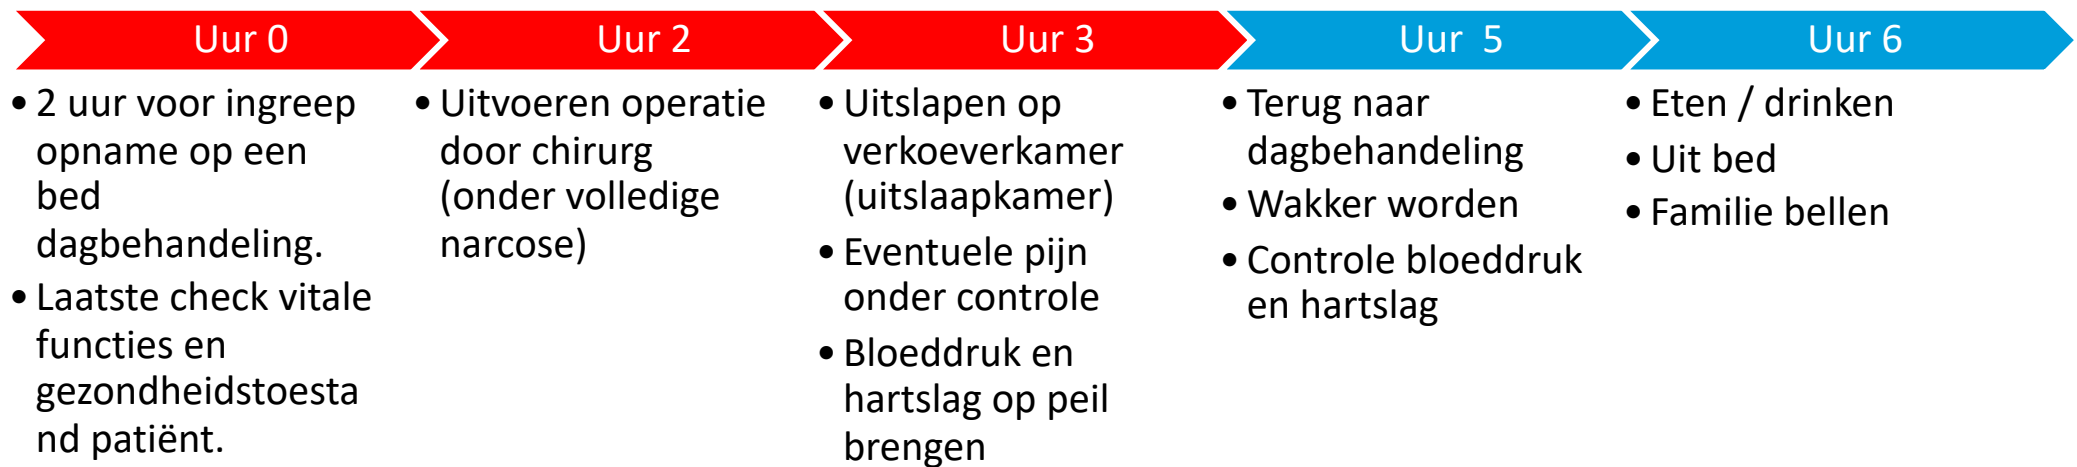 Uur 0
• 2 uur voor ingreep
opname op een
bed
dagbehandeling.
• Laatste check vitale
functies en
gezondheidstoesta
nd patiënt.
Uur 2
• Uitvoeren operatie
door chirurg
(onder volledige
narcose)
Uur 3
• Uitslapen op
verkoeverkamer
(uitslaapkamer)
• Eventuele pijn
onder controle
• Bloeddruk en
hartslag op peil
brengen
Uur 5
• Terug naar
dagbehandeling
• Wakker worden
• Controle bloeddruk
en hartslag
Uur 6
• Eten / drinken
• Uit bed
• Familie bellen